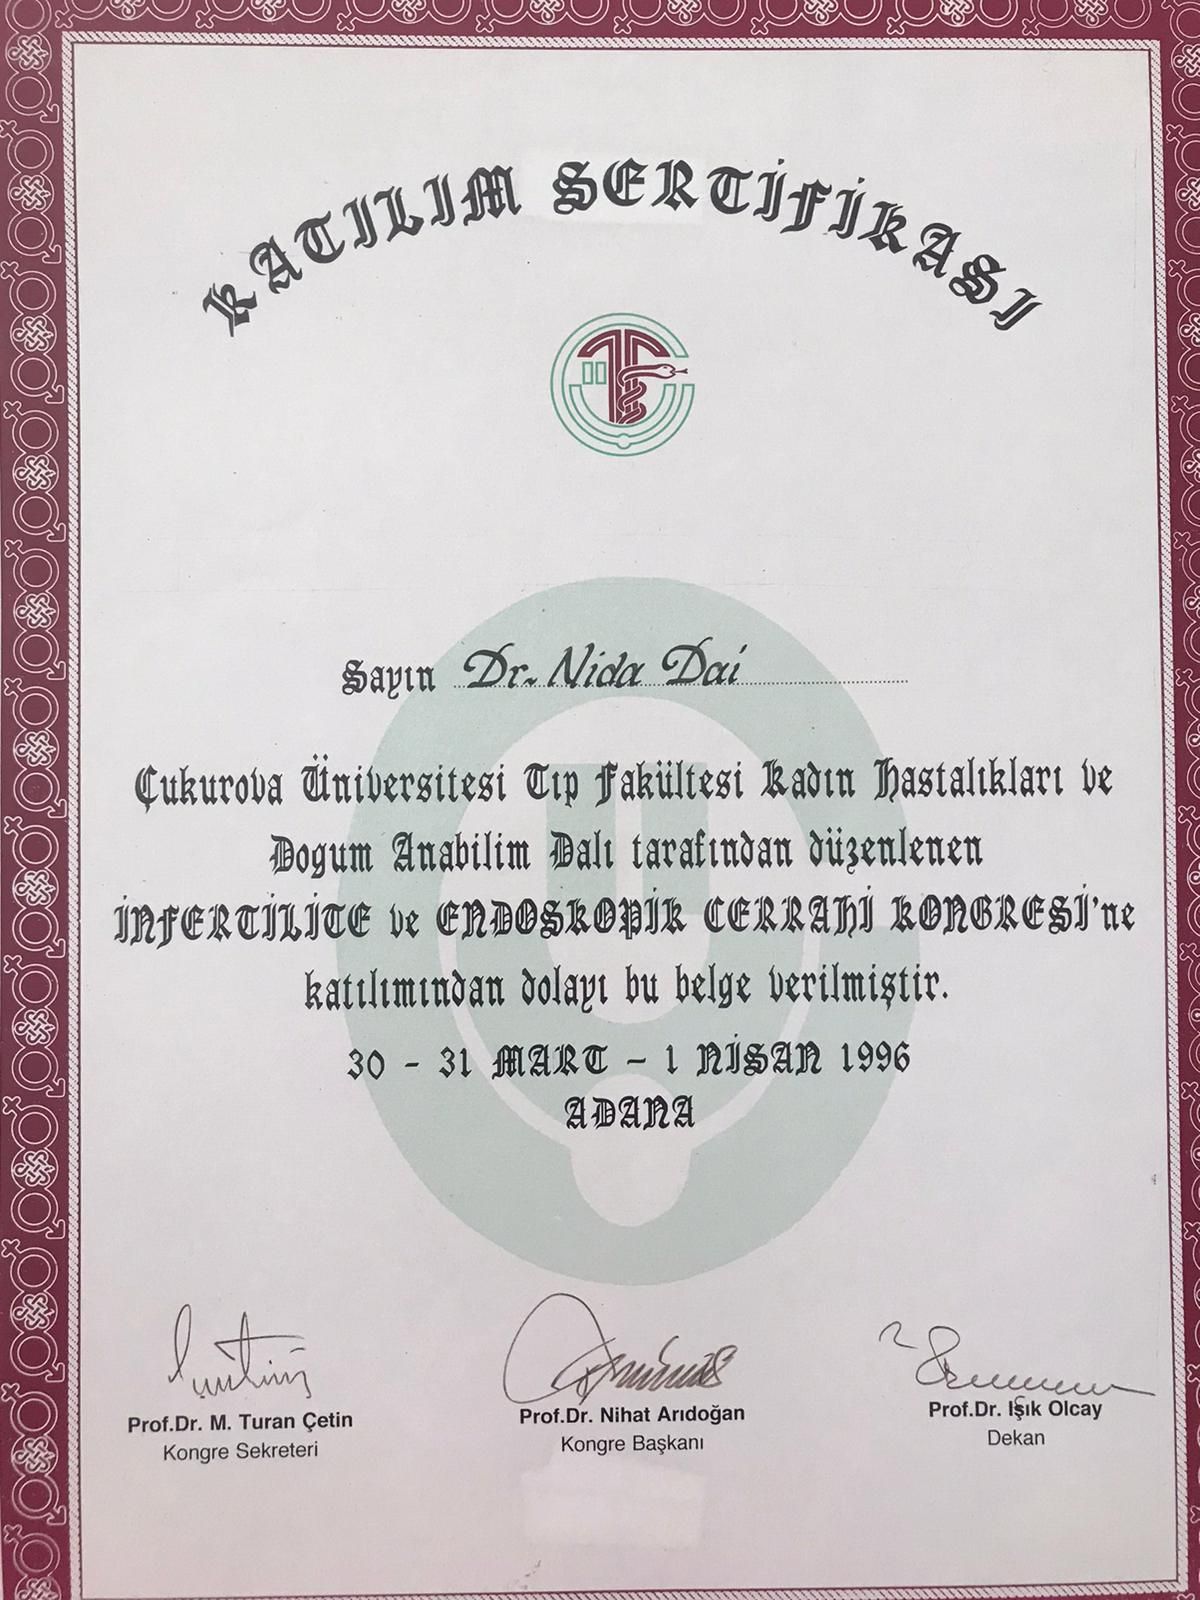 KATILIM SERTİFİKASI
Sayın Dr. Nida Dai
Çukurova Üniversitesi Tıp Fakültesi Kadın Hastalıkları ve
Dogum Anabilim Dalı tarafından düzenlenen
İNFERTİLİTE ve ENDOSKOPİK CERRAHİ KONGRESİ'ne
katılımından dolayı bu belge verilmiştir.
30 - 31 MART - 1 NİSAN 1996
ADANA
Prof.Dr. M. Turan Çetin
Kongre Sekreteri
Prof.Dr. Nihat Arıdoğan
Kongre Başkanı
Prof.Dr. Işık Olcay
Dekan